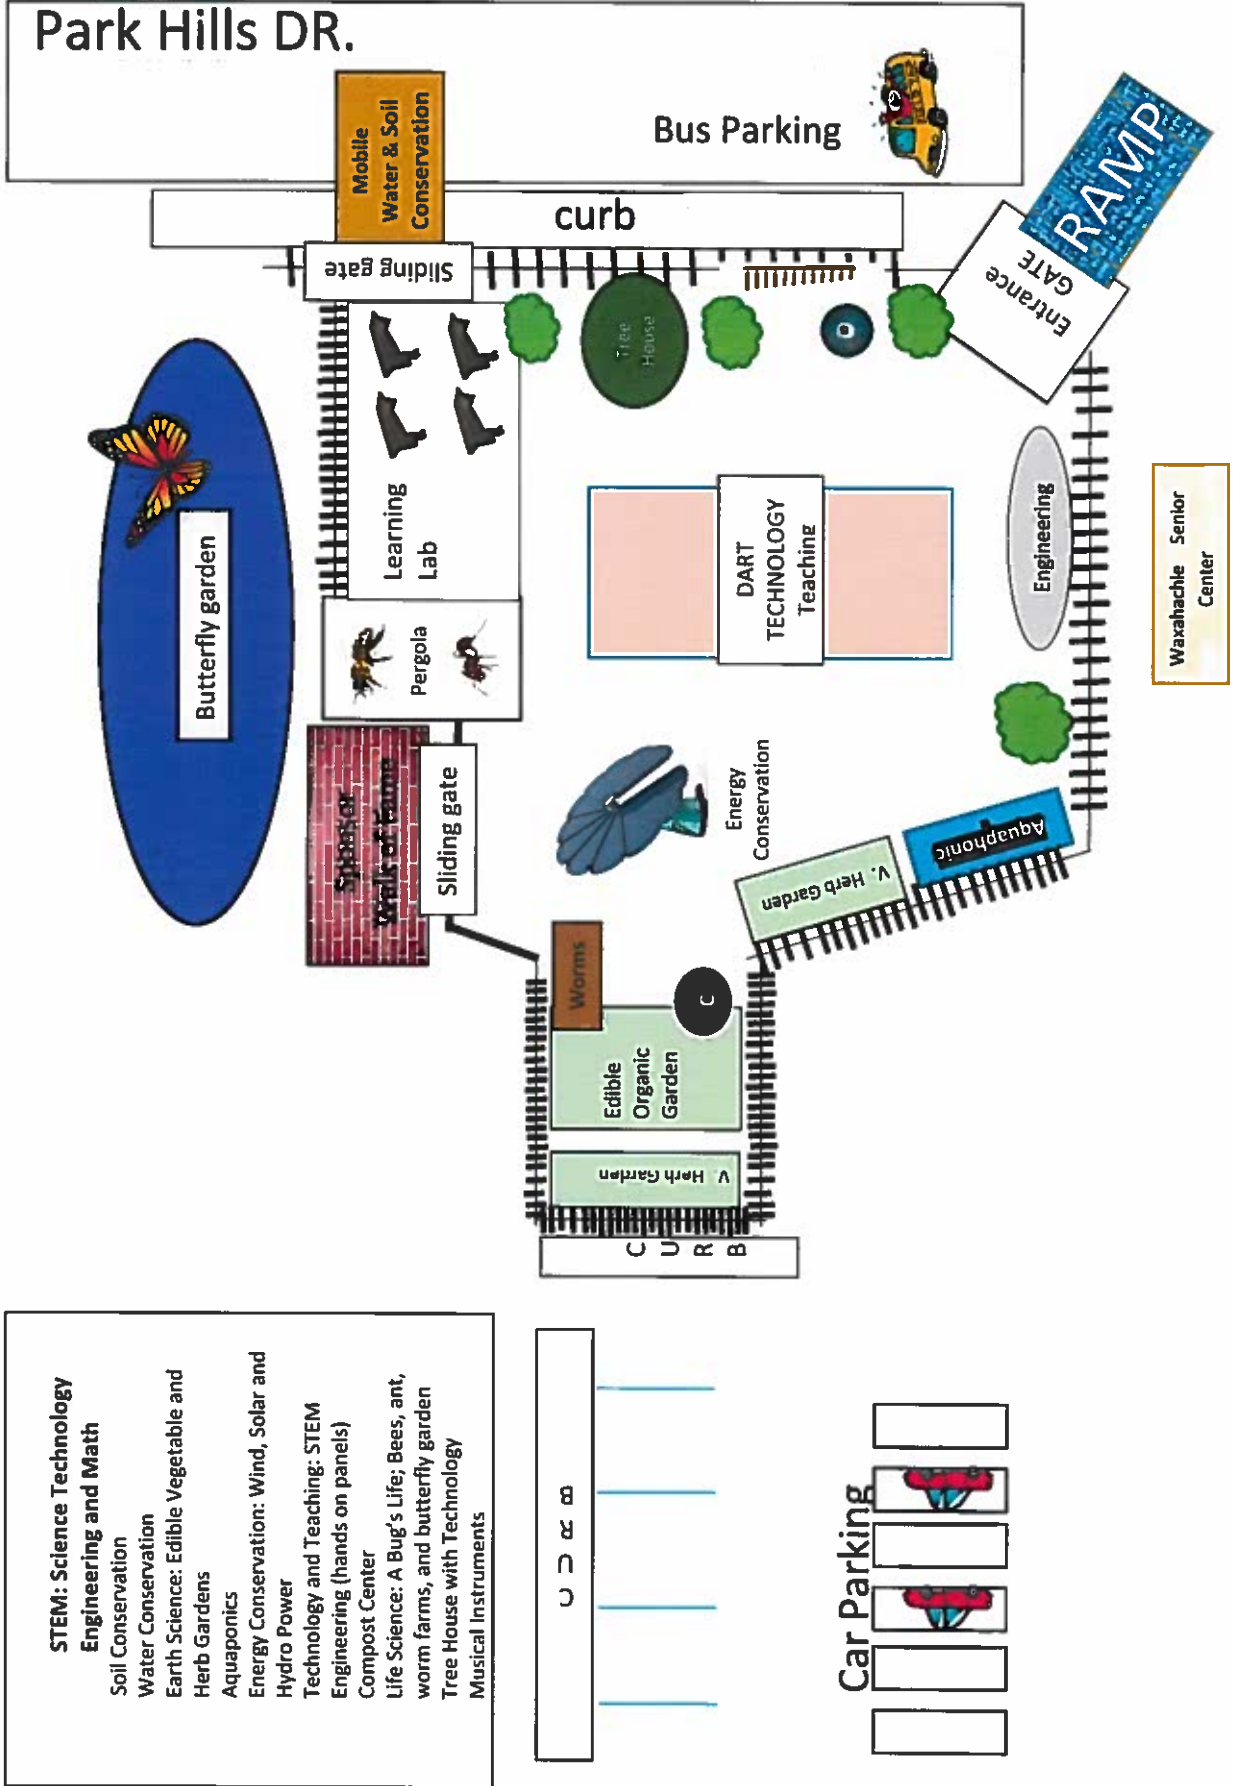 Park Hills DR.
Bus Parking
Mobile
Water & Soil
Conservation
curb
RAMP
Entrance
GATE
Sliding gate
Tree
House
Learning
Lab
Pergola
Butterfly garden
Sponsor
Walk of Fame
Sliding gate
DART
TECHNOLOGY
Teaching
Engineering
Waxahachie Senior
Center
Energy
Conservation
Aquaphonic
V. Herb Garden
Worms
C
Edible
Organic
Garden
V Herb Garden
C
U
R
B
STEM: Science Technology
Engineering and Math
Soil Conservation
Water Conservation
Earth Science: Edible Vegetable and
Herb Gardens
Aquaponics
Energy Conservation: Wind, Solar and
Hydro Power
Technology and Teaching: STEM
Engineering (hands on panels)
Compost Center
Life Science: A Bug's Life; Bees, ant,
worm farms, and butterfly garden
Tree House with Technology
Musical Instruments
C U R B
Car Parking